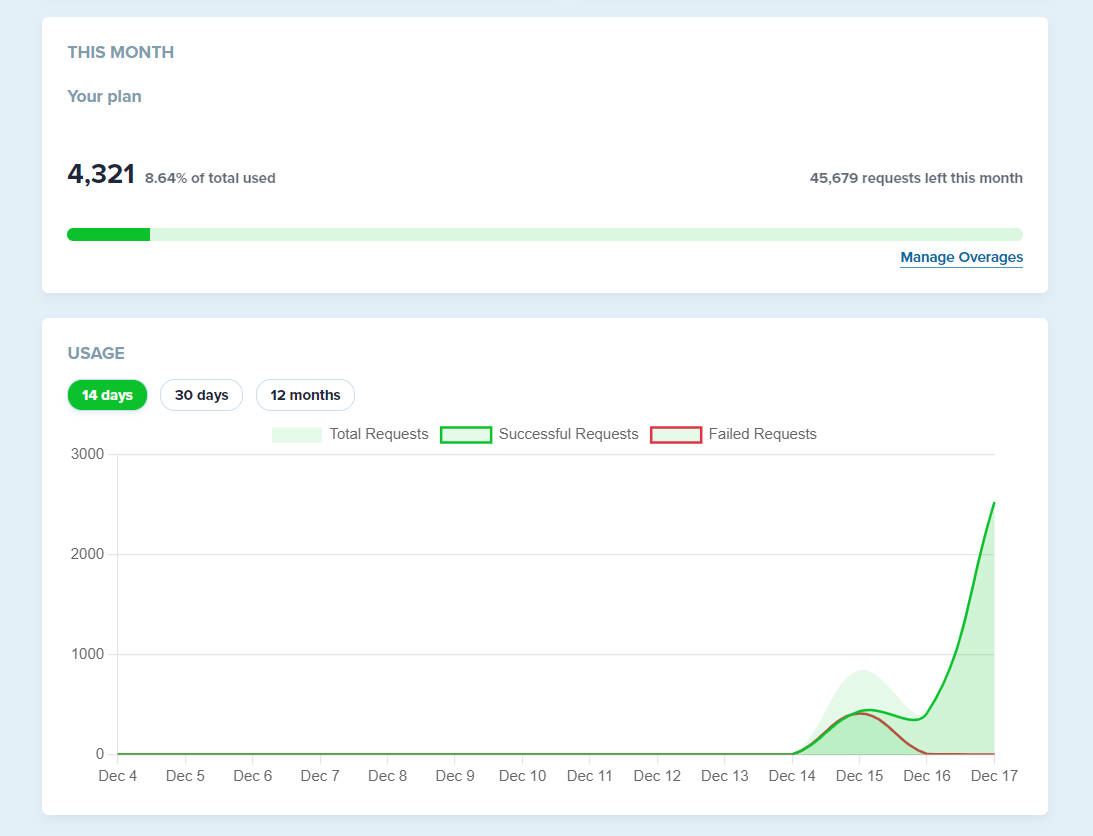 THIS MONTH
Your plan
4,321 8.64% of total used 45,679 requests left this month
Manage Overages
USAGE
14 days 30 days 12 months
Total Requests Successful Requests Failed Requests
3000
2000
1000
0
Dec 4 Dec 5 Dec 6 Dec 7 Dec 8 Dec 9 Dec 10 Dec 11 Dec 12 Dec 13 Dec 14 Dec 15 Dec 16 Dec 17